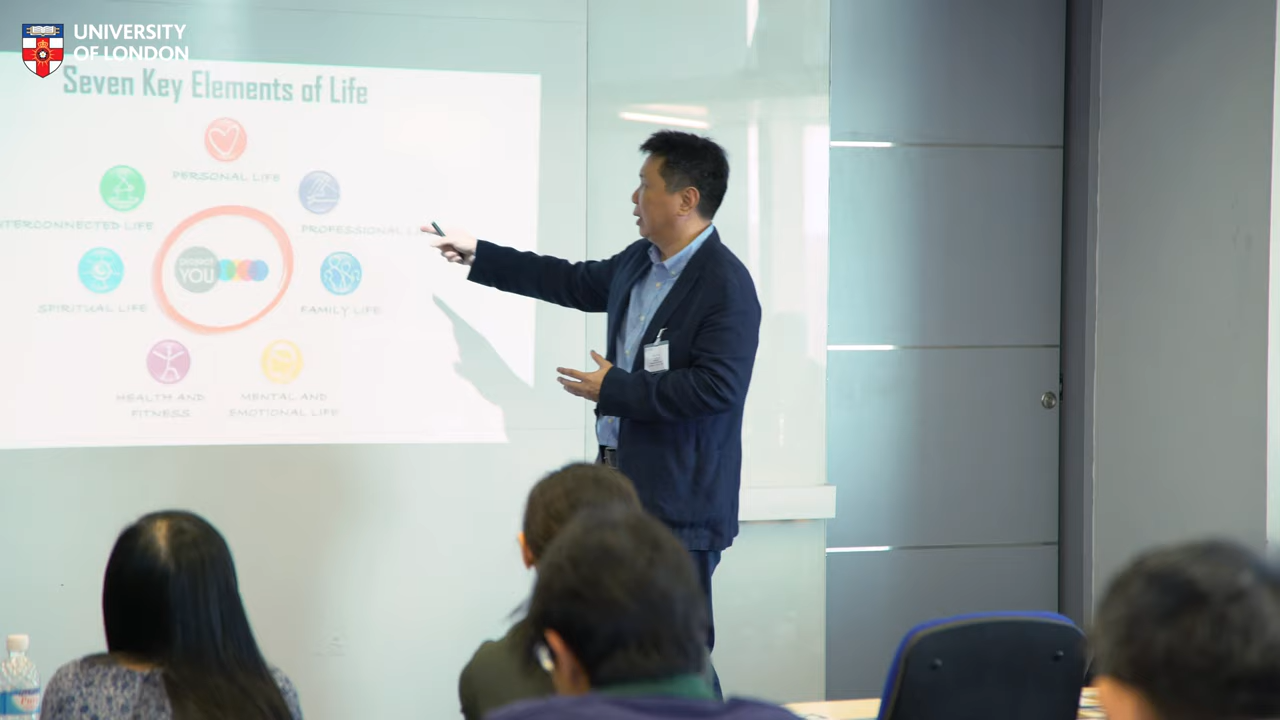 UNIVERSITY
OF LONDON
Seven Key Elements of Life
PERSONAL LIFE
PROFESSIONAL
FAMILY LIFE
MENTAL AND
EMOTIONAL LIFE
HEALTH AND
FITNESS
SPIRITUAL LIFE
NTERCONNECTED LIFE
YOU